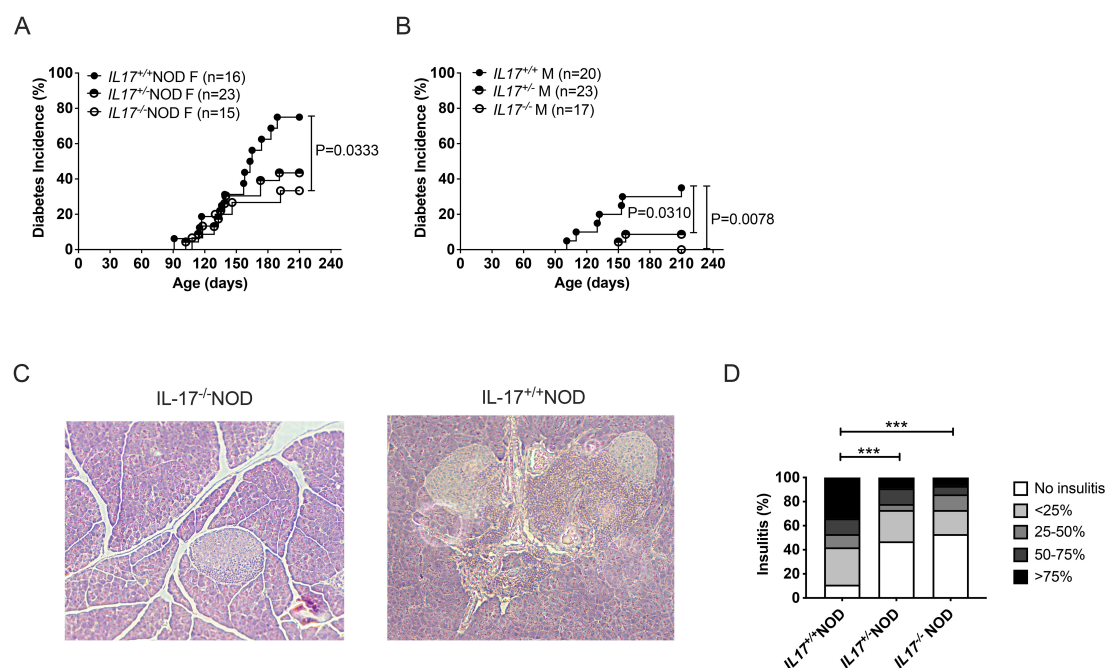 A
B
IL17+/+NOD F (n=16)
IL17+/-NOD F (n=23)
IL17-/-NOD F (n=15)
Diabetes Incidence (%)
100
80
60
40
20
0
P=0.0333
0 30 60 90 120 150 180 210 240
Age (days)
IL17+/+ M (n=20)
IL17+/- M (n=23)
IL17-/- M (n=17)
Diabetes Incidence (%)
100
80
60
40
20
0
P=0.0310
P=0.0078
0 30 60 90 120 150 180 210 240
Age (days)
C
IL-17-/-NOD
IL-17+/+NOD
D
***
***
Insulitis (%)
100
80
60
40
20
0
No insulitis
<25%
25-50%
50-75%
>75%
IL17+/+NOD
IL17+/-NOD
IL17-/- NOD